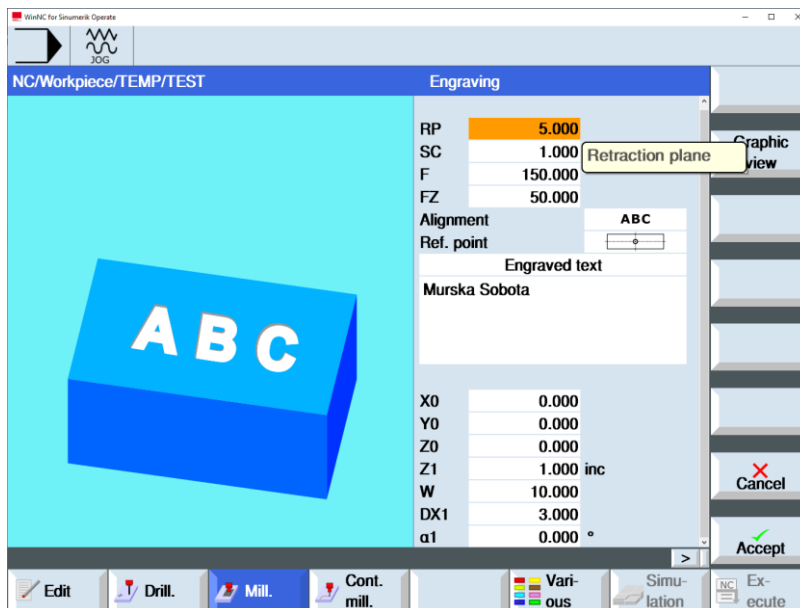 WinNC for Sinumerik Operate
JOG
NC/Workpiece/TEMP/TEST
Engraving
RP 5.000
SC 1.000
Retraction plane
F 150.000
FZ 50.000
Alignment ABC
Ref. point
Engraved text
Murska Sobota
ABC
X0 0.000
Y0 0.000
Z0 0.000
Z1 1.000 inc
W 10.000
DX1 3.000
α1 0.000 °
Graphic
view
Cancel
Accept
>
Edit
Drill.
Mill.
Cont.
mill.
Vari-
ous
Simu-
lation
NC
Ex-
ecute